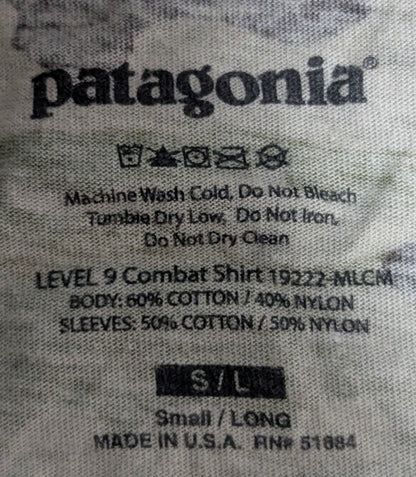 patagonia®
Machine Wash Cold, Do Not Bleach
Tumble Dry Low, Do Not Iron,
Do Not Dry Clean
LEVEL 9 Combat Shirt 19222-MLCM
BODY: 60% COTTON / 40% NYLON
SLEEVES: 50% COTTON / 50% NYLON
S / L
Small / LONG
MADE IN U.S.A. RN# 51884